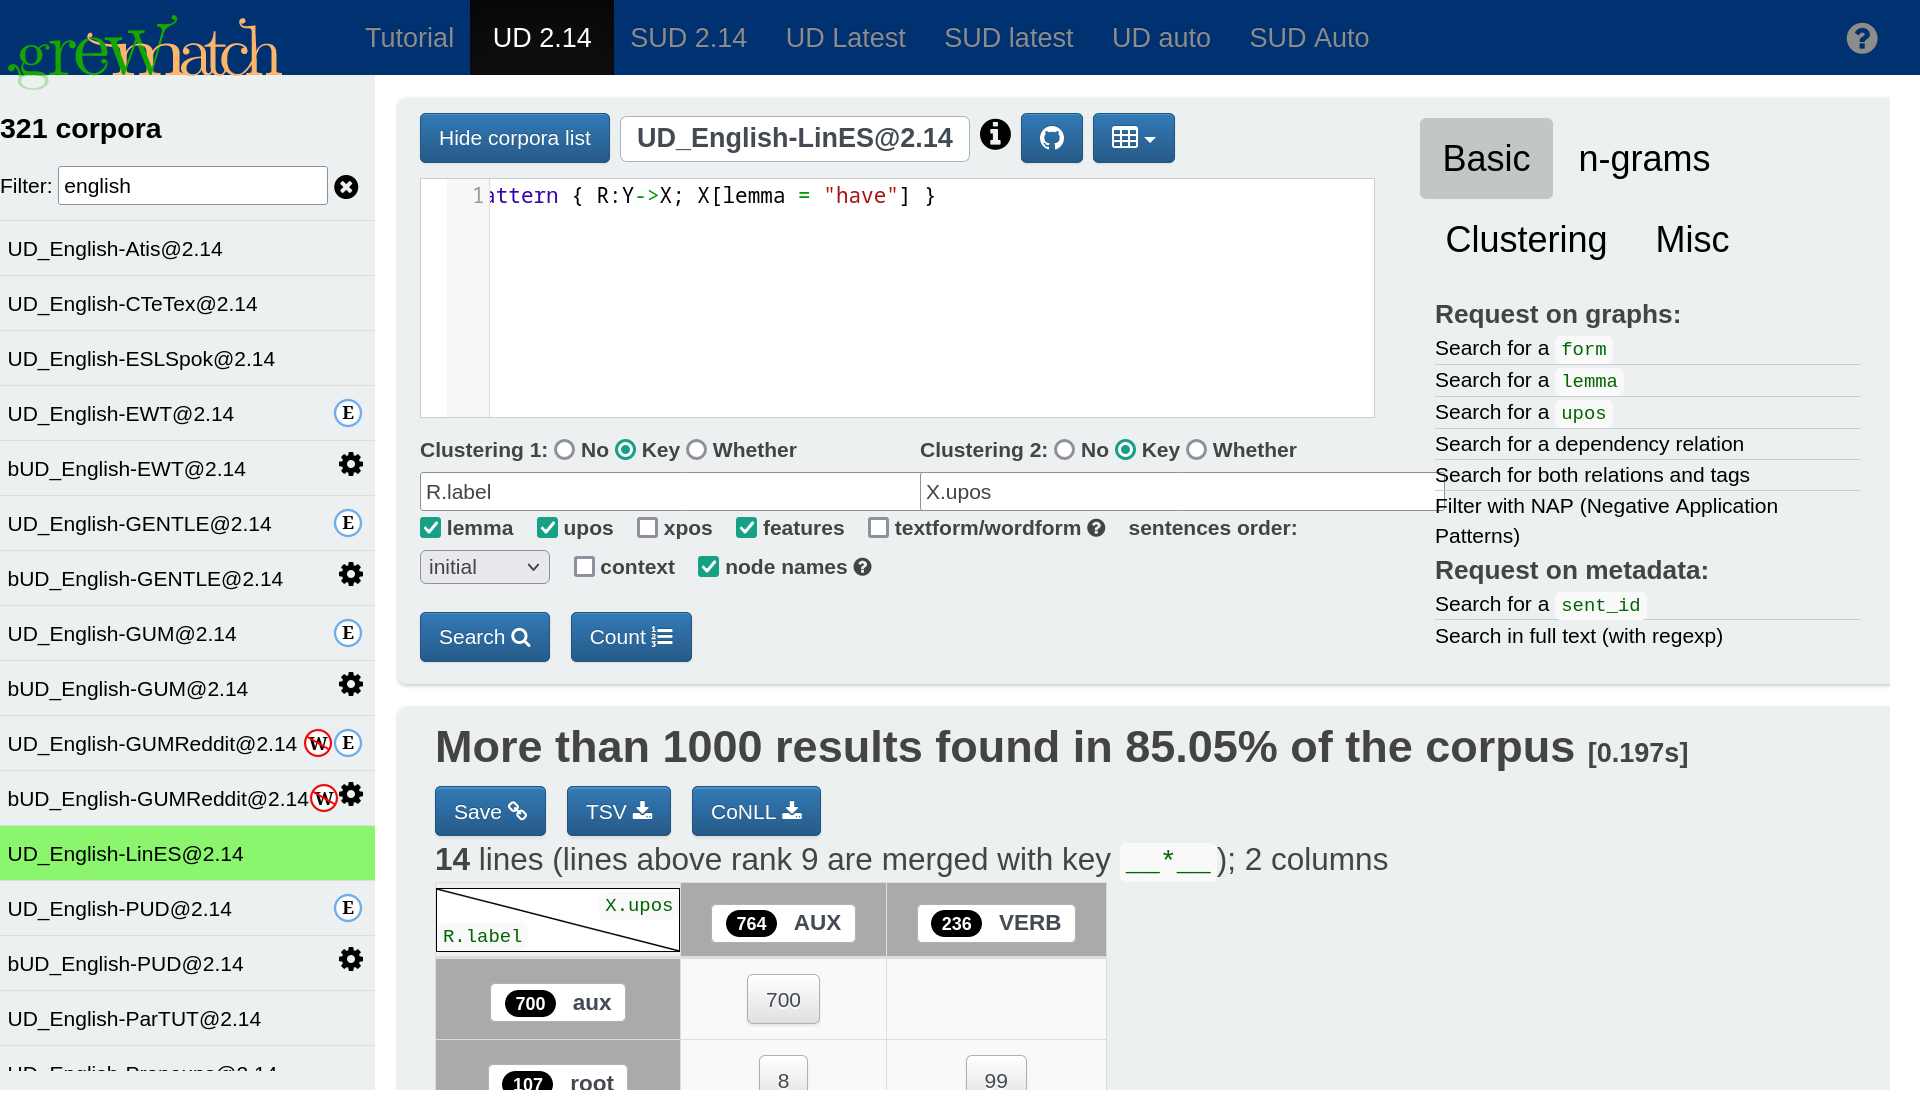 grewmatch
Tutorial
UD 2.14
SUD 2.14
UD Latest
SUD latest
UD auto
SUD Auto
321 corpora
Filter: english
UD_English-Atis@2.14
UD_English-CTeTex@2.14
UD_English-ESLSpok@2.14
UD_English-EWT@2.14 E
bUD_English-EWT@2.14
UD_English-GENTLE@2.14 E
bUD_English-GENTLE@2.14
UD_English-GUM@2.14 E
bUD_English-GUM@2.14
UD_English-GUMReddit@2.14 W E
bUD_English-GUMReddit@2.14 W
UD_English-LinES@2.14
UD_English-PUD@2.14 E
bUD_English-PUD@2.14
UD_English-ParTUT@2.14
Hide corpora list
UD_English-LinES@2.14
1 attern { R:Y->X; X[lemma = "have"] }
Clustering 1: No Key Whether
Clustering 2: No Key Whether
R.label
X.upos
lemma upos xpos features textform/wordform sentences order:
initial context node names
Search
Count
Basic
n-grams
Clustering
Misc
Request on graphs:
Search for a form
Search for a lemma
Search for a upos
Search for a dependency relation
Search for both relations and tags
Filter with NAP (Negative Application
Patterns)
Request on metadata:
Search for a sent_id
Search in full text (with regexp)
More than 1000 results found in 85.05% of the corpus [0.197s]
Save
TSV
CoNLL
14 lines (lines above rank 9 are merged with key __*__); 2 columns
X.upos
R.label
764 AUX
236 VERB
700 aux
700
107 root
8
99